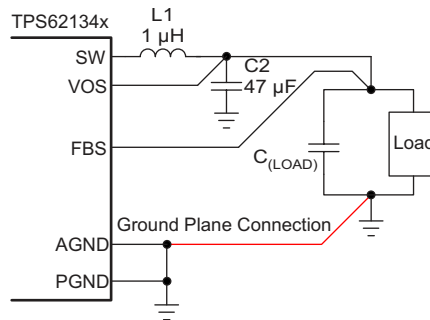 TPS62134x
L1
1 µH
SW
VOS
C2
47 µF
FBS
C(LOAD)
Load
Ground Plane Connection
AGND
PGND